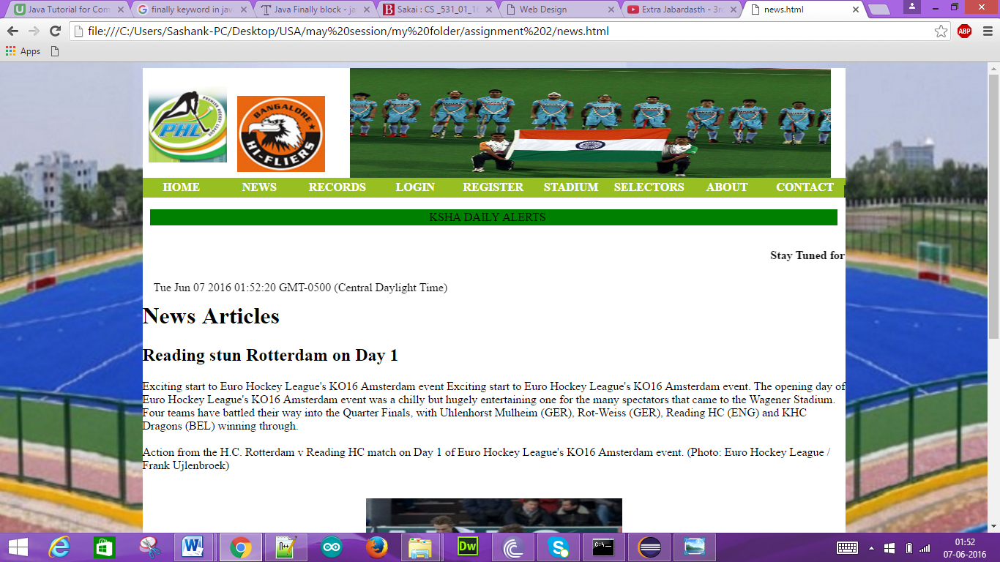 Java Tutorial for Com
finally keyword in java
Java Finally block - ja
Sakai : CS _531_01_16
Web Design
Extra Jabardasth - 3rd
news.html
file:///C:/Users/Sashank-PC/Desktop/USA/may%20session/my%20folder/assignment%202/news.html
ABP
Apps
PREMIER HOCKEY LEAGUE
PHL
BANGALORE
HI-FLIERS
HOME NEWS RECORDS LOGIN REGISTER STADIUM SELECTORS ABOUT CONTACT
KSHA DAILY ALERTS
Stay Tuned for
Tue Jun 07 2016 01:52:20 GMT-0500 (Central Daylight Time)
News Articles
Reading stun Rotterdam on Day 1
Exciting start to Euro Hockey League's KO16 Amsterdam event Exciting start to Euro Hockey League's KO16 Amsterdam event. The opening day of
Euro Hockey League's KO16 Amsterdam event was a chilly but hugely entertaining one for the many spectators that came to the Wagener Stadium.
Four teams have battled their way into the Quarter Finals, with Uhlenhorst Mulheim (GER), Rot-Weiss (GER), Reading HC (ENG) and KHC
Dragons (BEL) winning through.
Action from the H.C. Rotterdam v Reading HC match on Day 1 of Euro Hockey League's KO16 Amsterdam event. (Photo: Euro Hockey League /
Frank Ujlenbroek)
Dw
01:52
07-06-2016